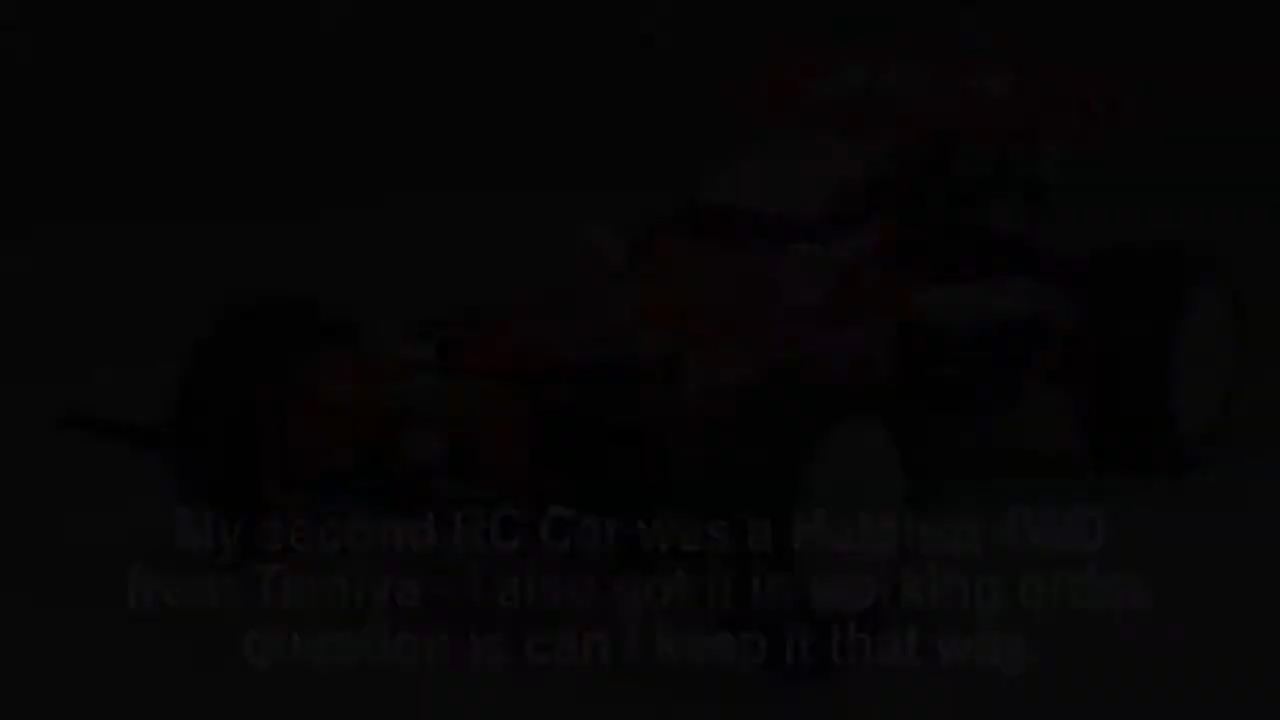 My second RC Car was a Hotshot 4WD
from Tamiya - I also got it in working order,
question is can I keep it that way.